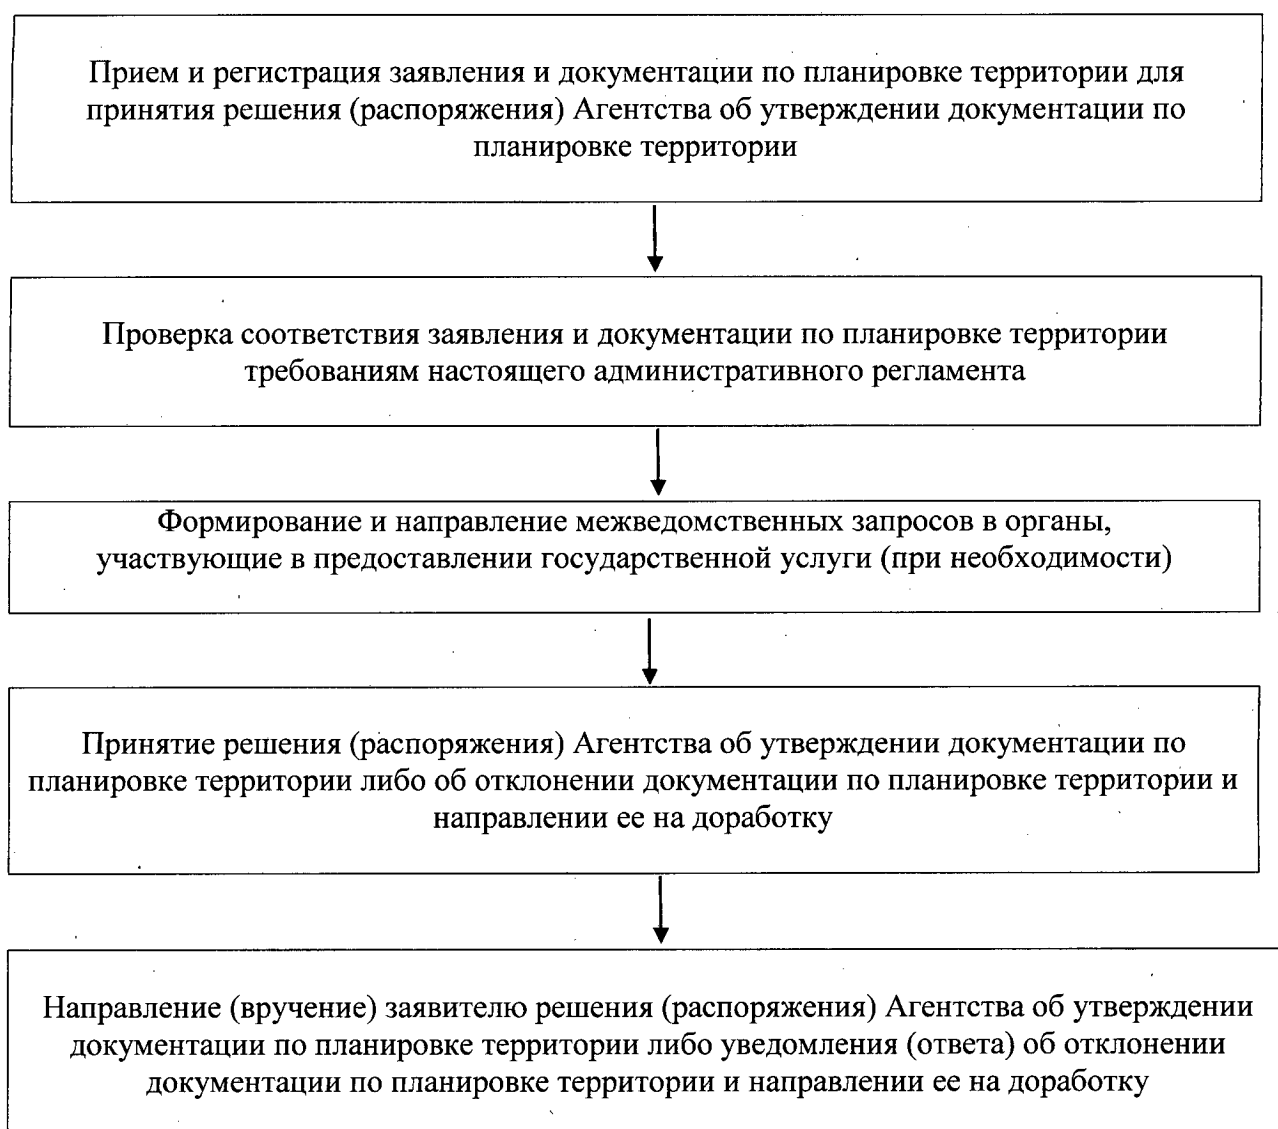 Прием и регистрация заявления и документации по планировке территории для
принятия решения (распоряжения) Агентства об утверждении документации по
планировке территории
Проверка соответствия заявления и документации по планировке территории
требованиям настоящего административного регламента
Формирование и направление межведомственных запросов в органы,
участвующие в предоставлении государственной услуги (при необходимости)
Принятие решения (распоряжения) Агентства об утверждении документации по
планировке территории либо об отклонении документации по планировке территории и
направлении ее на доработку
Направление (вручение) заявителю решения (распоряжения) Агентства об утверждении
документации по планировке территории либо уведомления (ответа) об отклонении
документации по планировке территории и направлении ее на доработку